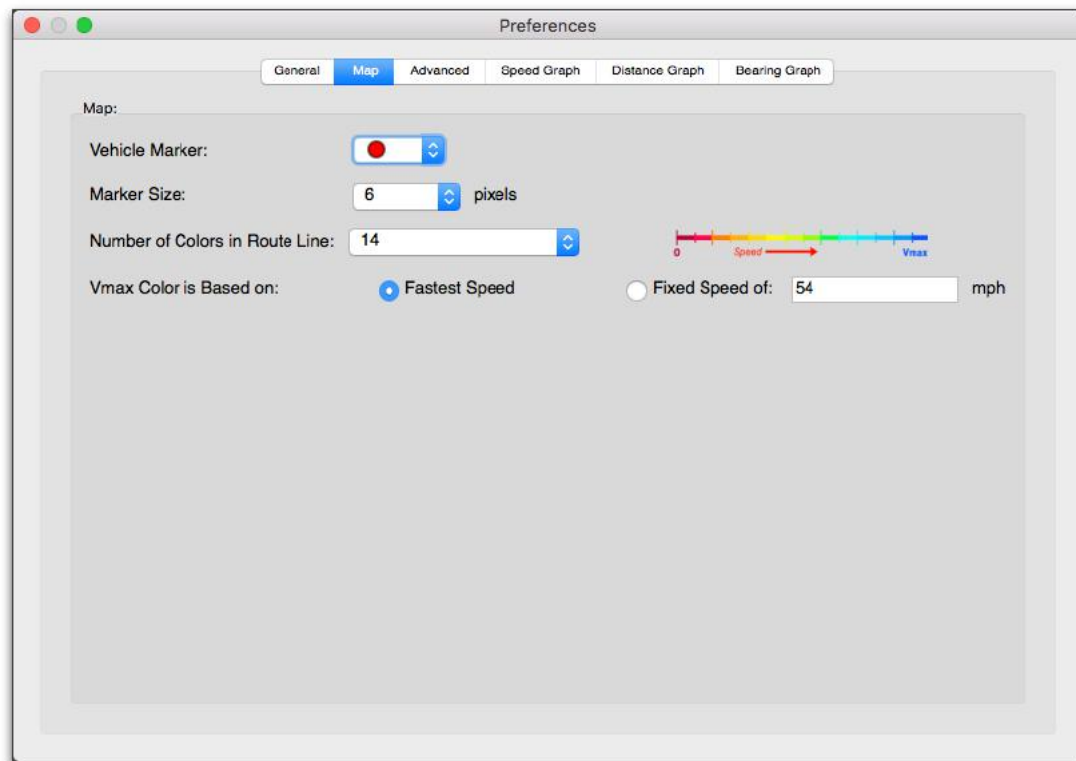 Preferences
General Map Advanced Speed Graph Distance Graph Bearing Graph
Map:
Vehicle Marker:
Marker Size: 6 pixels
Number of Colors in Route Line: 14
0 Speed Vmax
Vmax Color is Based on: Fastest Speed Fixed Speed of: 54 mph